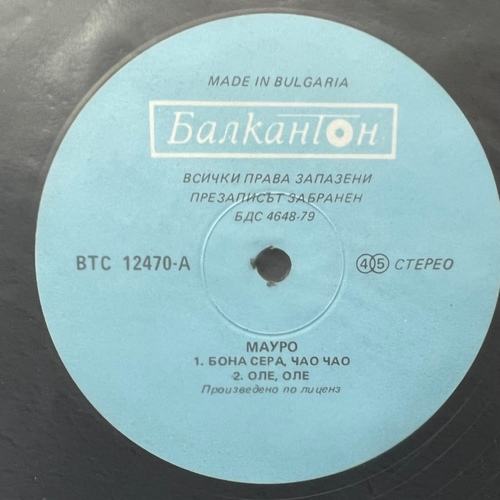 MADE IN BULGARIA
БалканТон
ВСИЧКИ ПРАВА ЗАПАЗЕНИ
ПРЕЗАПИСЪТ ЗАБРАНЕН
БДС 4648-79
ВТС 12470-А
45 СТЕРЕО
МАУРО
1. БОНА СЕРА, ЧАО ЧАО
2. ОЛЕ, ОЛЕ
Произведено по лиценз